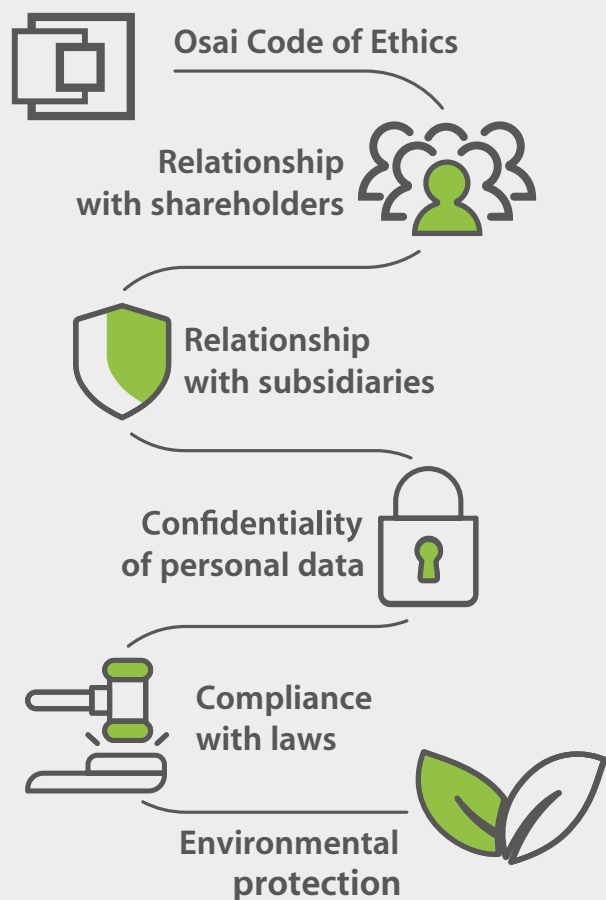 Osai Code of Ethics
Relationship
with shareholders
Relationship
with subsidiaries
Confidentiality
of personal data
Compliance
with laws
Environmental
protection